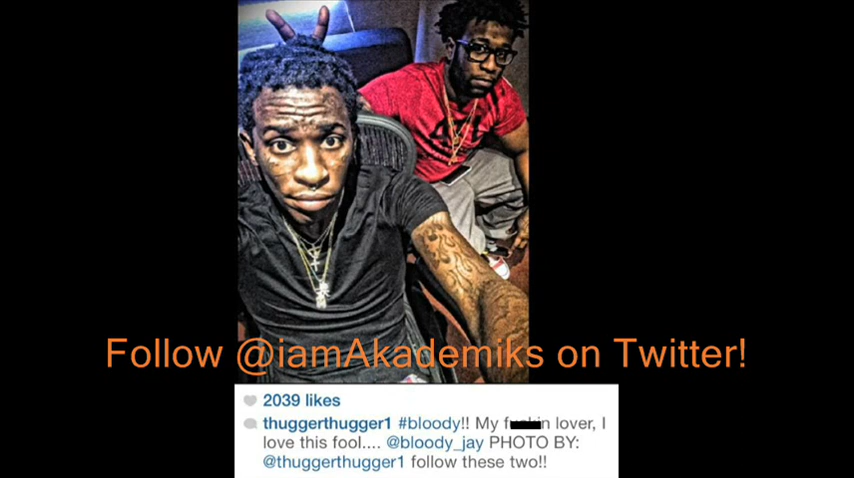 Follow @iamAkademiks on Twitter!
2039 likes
thuggerthugger1 #bloody!! My f n lover, I
love this fool.... @bloody_jay PHOTO BY:
@thuggerthugger1 follow these two!!